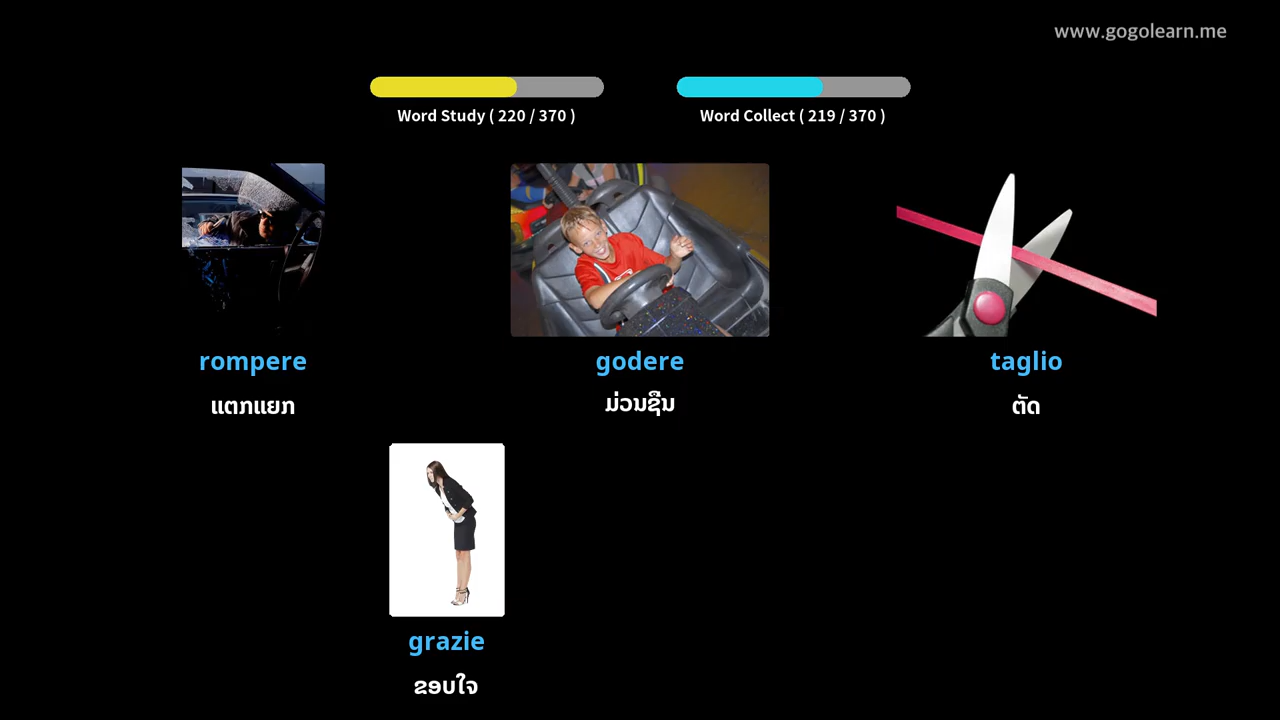 www.gogolearn.me
Word Study ( 220 / 370 )
Word Collect ( 219 / 370 )
rompere
godere
taglio
ແຕກແຍກ
ມ່ວນຊືນ
ຕັດ
grazie
ຂອບໃຈ